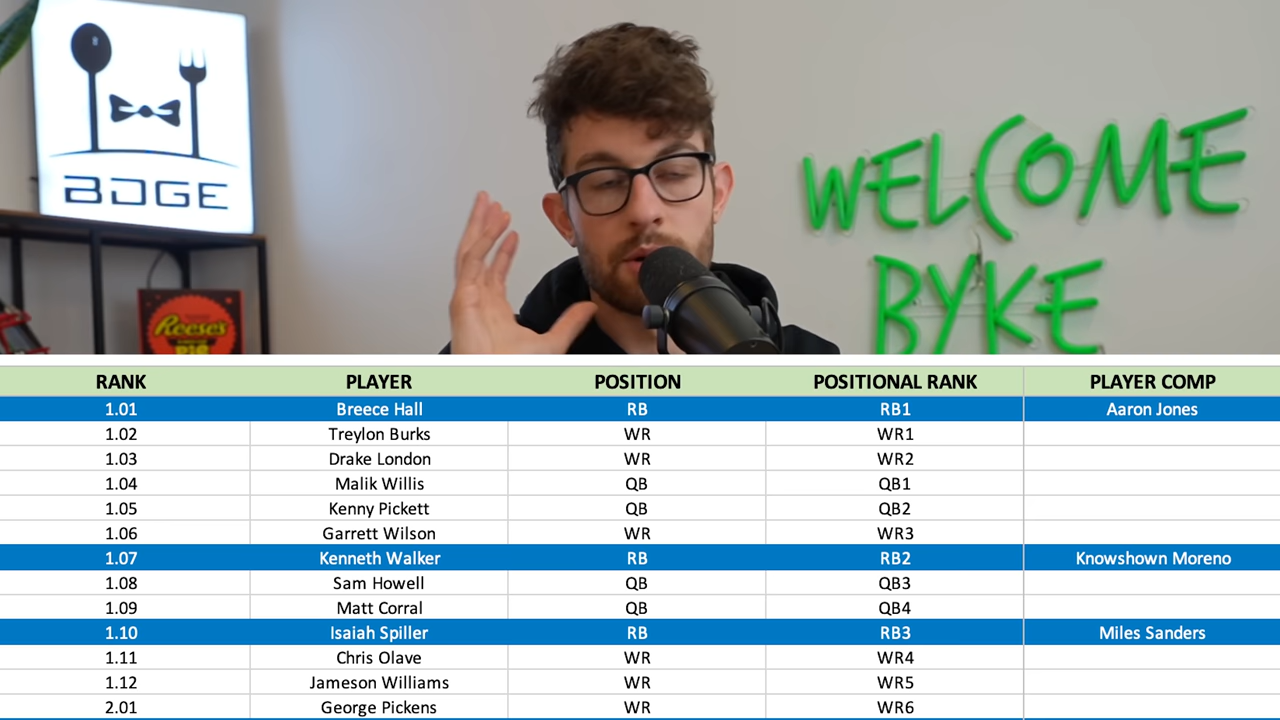 BDGE
WELCOME
BYKE
Reese's
BIG
RANK PLAYER POSITION POSITIONAL RANK PLAYER COMP
1.01 Breece Hall RB RB1 Aaron Jones
1.02 Treylon Burks WR WR1
1.03 Drake London WR WR2
1.04 Malik Willis QB QB1
1.05 Kenny Pickett QB QB2
1.06 Garrett Wilson WR WR3
1.07 Kenneth Walker RB RB2 Knowshown Moreno
1.08 Sam Howell QB QB3
1.09 Matt Corral QB QB4
1.10 Isaiah Spiller RB RB3 Miles Sanders
1.11 Chris Olave WR WR4
1.12 Jameson Williams WR WR5
2.01 George Pickens WR WR6